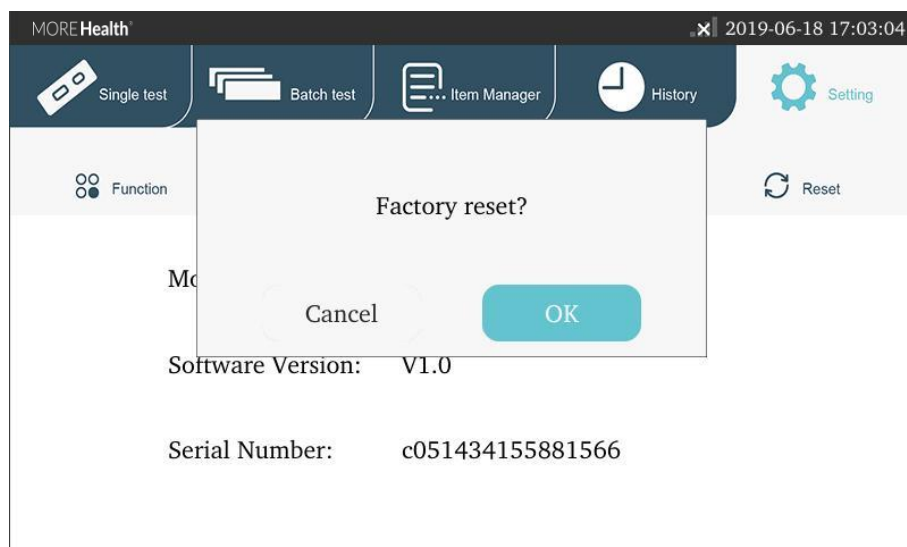 MOREHealth®
2019-06-18 17:03:04
Single test
Batch test
Item Manager
History
Setting
Function
Reset
Factory reset?
Cancel
OK
Mo
Software Version: V1.0
Serial Number: c051434155881566